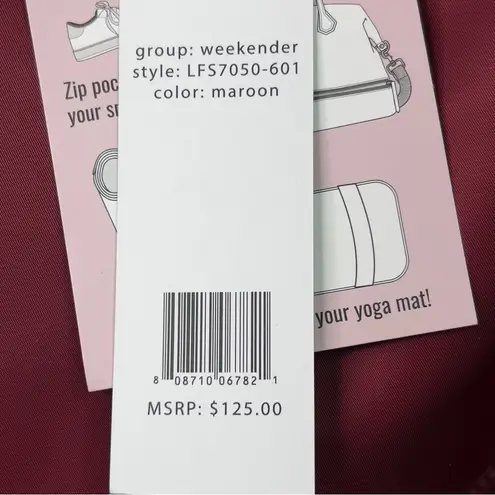 group: weekender
style: LFS7050-601
color: maroon
Zip
your
8 08710 06782 1
MSRP: $125.00
your yoga mat!